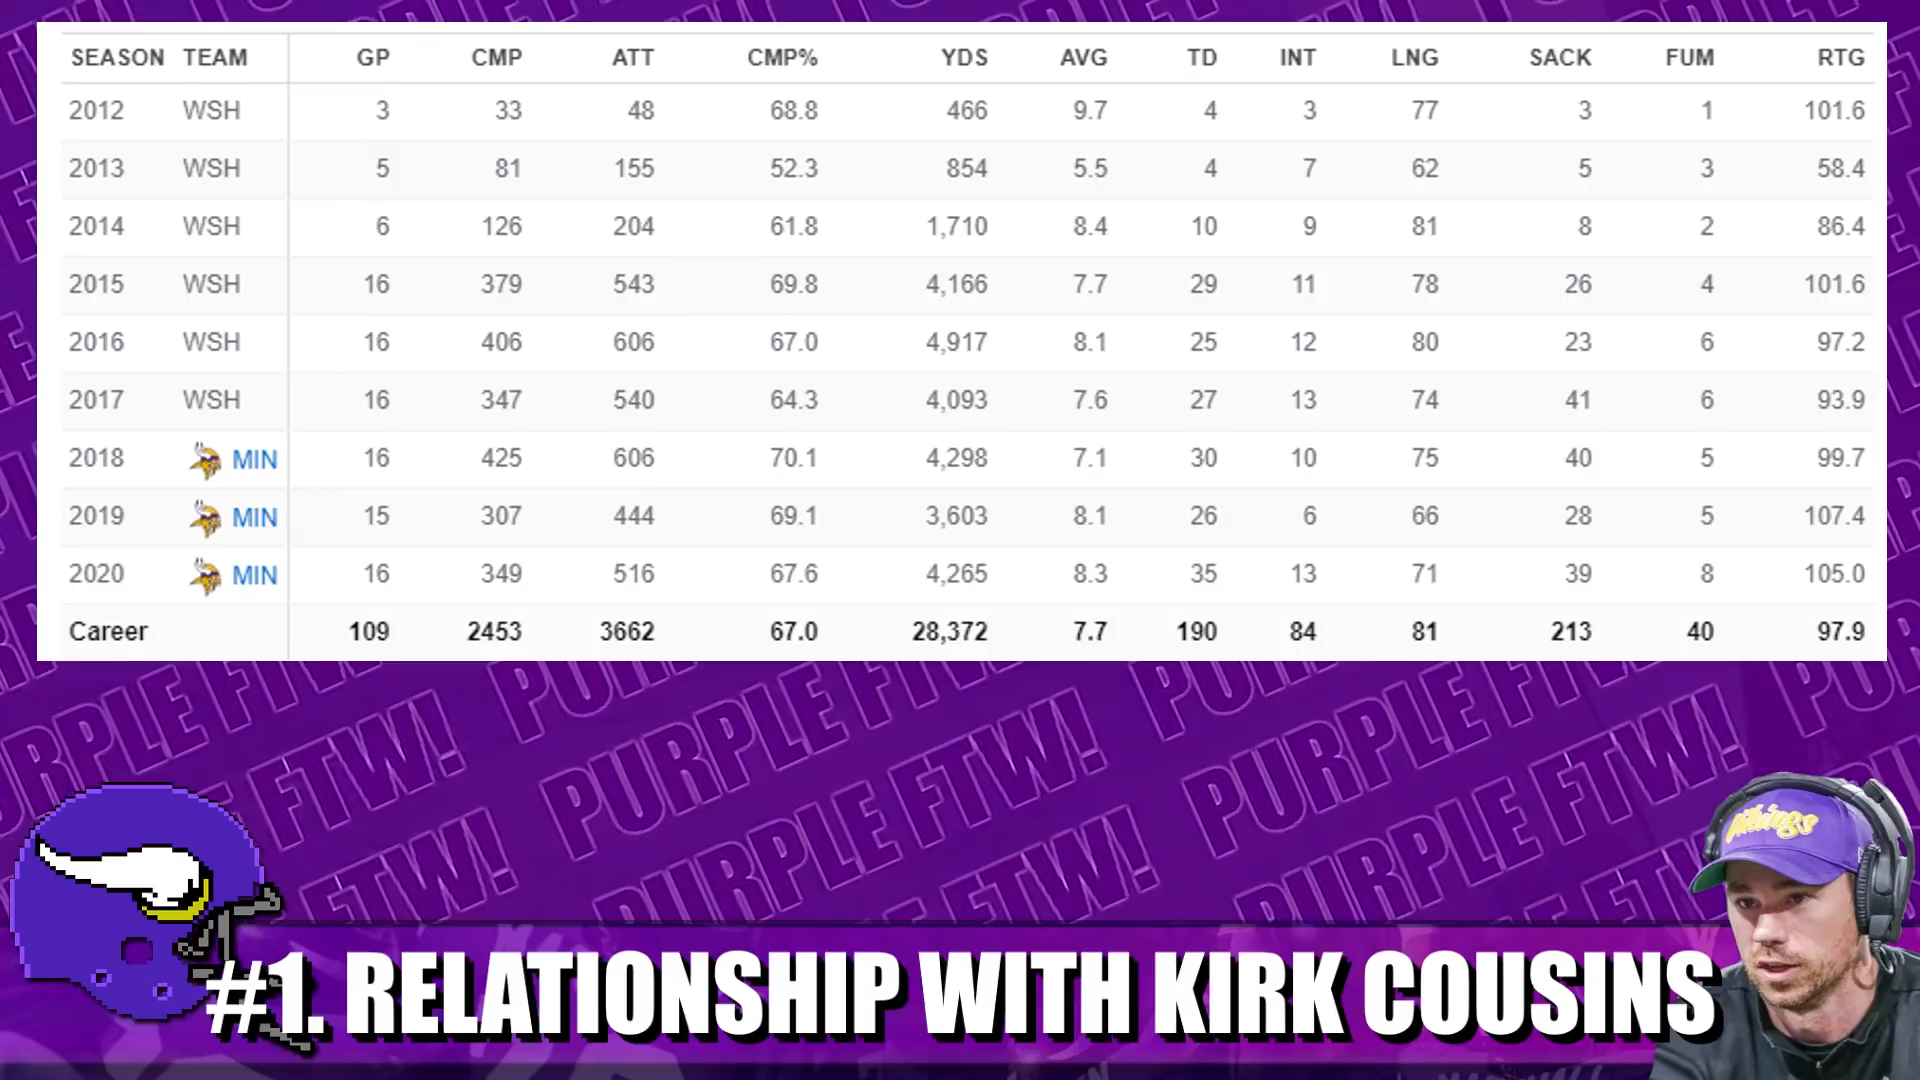 SEASON TEAM GP CMP ATT CMP% YDS AVG TD INT LNG SACK FUM RTG
2012 WSH 3 33 48 68.8 466 9.7 4 3 77 3 1 101.6
2013 WSH 5 81 155 52.3 854 5.5 4 7 62 5 3 58.4
2014 WSH 6 126 204 61.8 1,710 8.4 10 9 81 8 2 86.4
2015 WSH 16 379 543 69.8 4,166 7.7 29 11 78 26 4 101.6
2016 WSH 16 406 606 67.0 4,917 8.1 25 12 80 23 6 97.2
2017 WSH 16 347 540 64.3 4,093 7.6 27 13 74 41 6 93.9
2018 MIN 16 425 606 70.1 4,298 7.1 30 10 75 40 5 99.7
2019 MIN 15 307 444 69.1 3,603 8.1 26 6 66 28 5 107.4
2020 MIN 16 349 516 67.6 4,265 8.3 35 13 71 39 8 105.0
Career 109 2453 3662 67.0 28,372 7.7 190 84 81 213 40 97.9
PURPLE FTW!
PURPLE FTW!
PURPLE FTW!
Vikings
#1. RELATIONSHIP WITH KIRK COUSINS